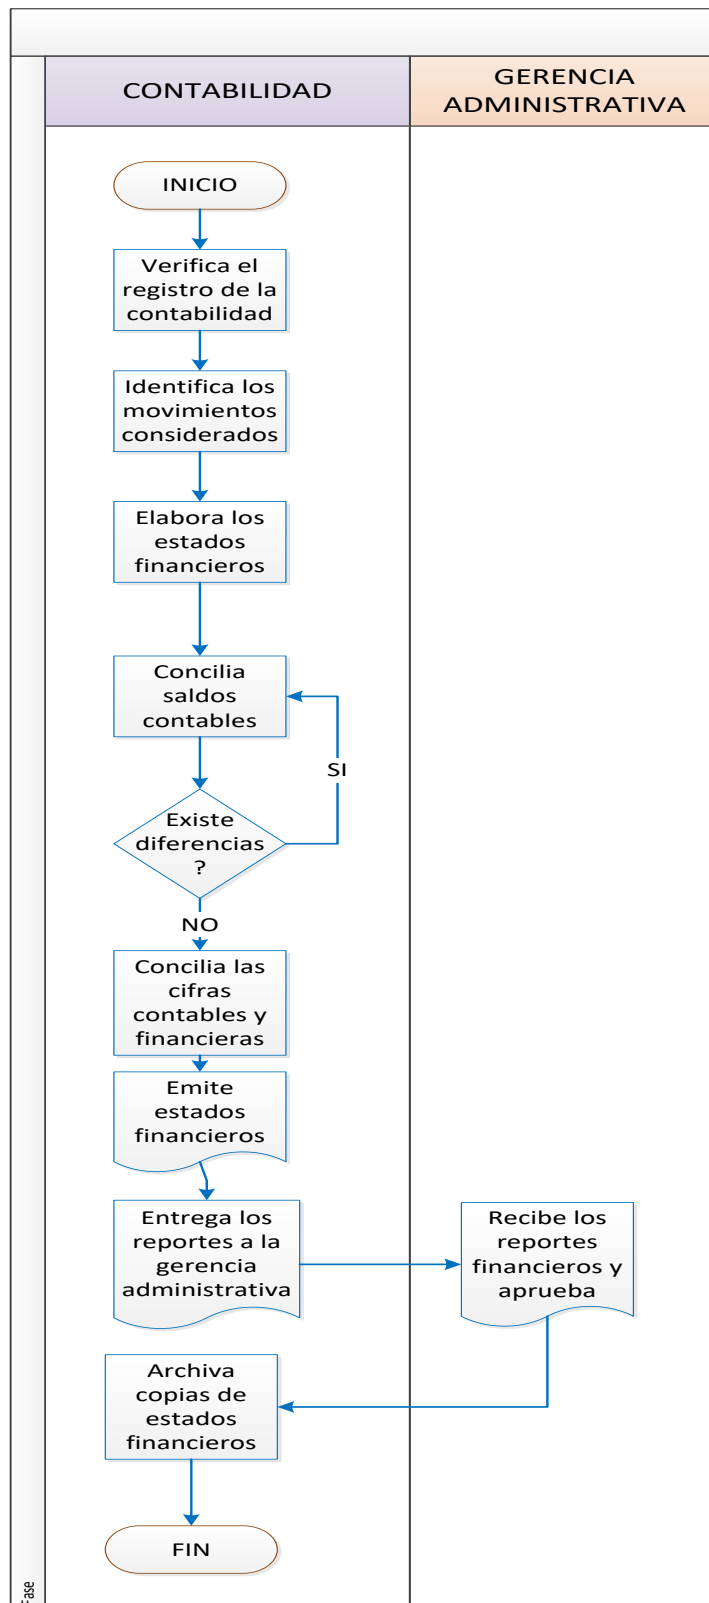 CONTABILIDAD
GERENCIA
ADMINISTRATIVA
INICIO
Verifica el
registro de la
contabilidad
Identifica los
movimientos
considerados
Elabora los
estados
financieros
Concilia
saldos
contables
SI
Existe
diferencias
?
NO
Concilia las
cifras
contables y
financieras
Emite
estados
financieros
Entrega los
reportes a la
gerencia
administrativa
Recibe los
reportes
financieros y
aprueba
Archiva
copias de
estados
financieros
FIN
Fase